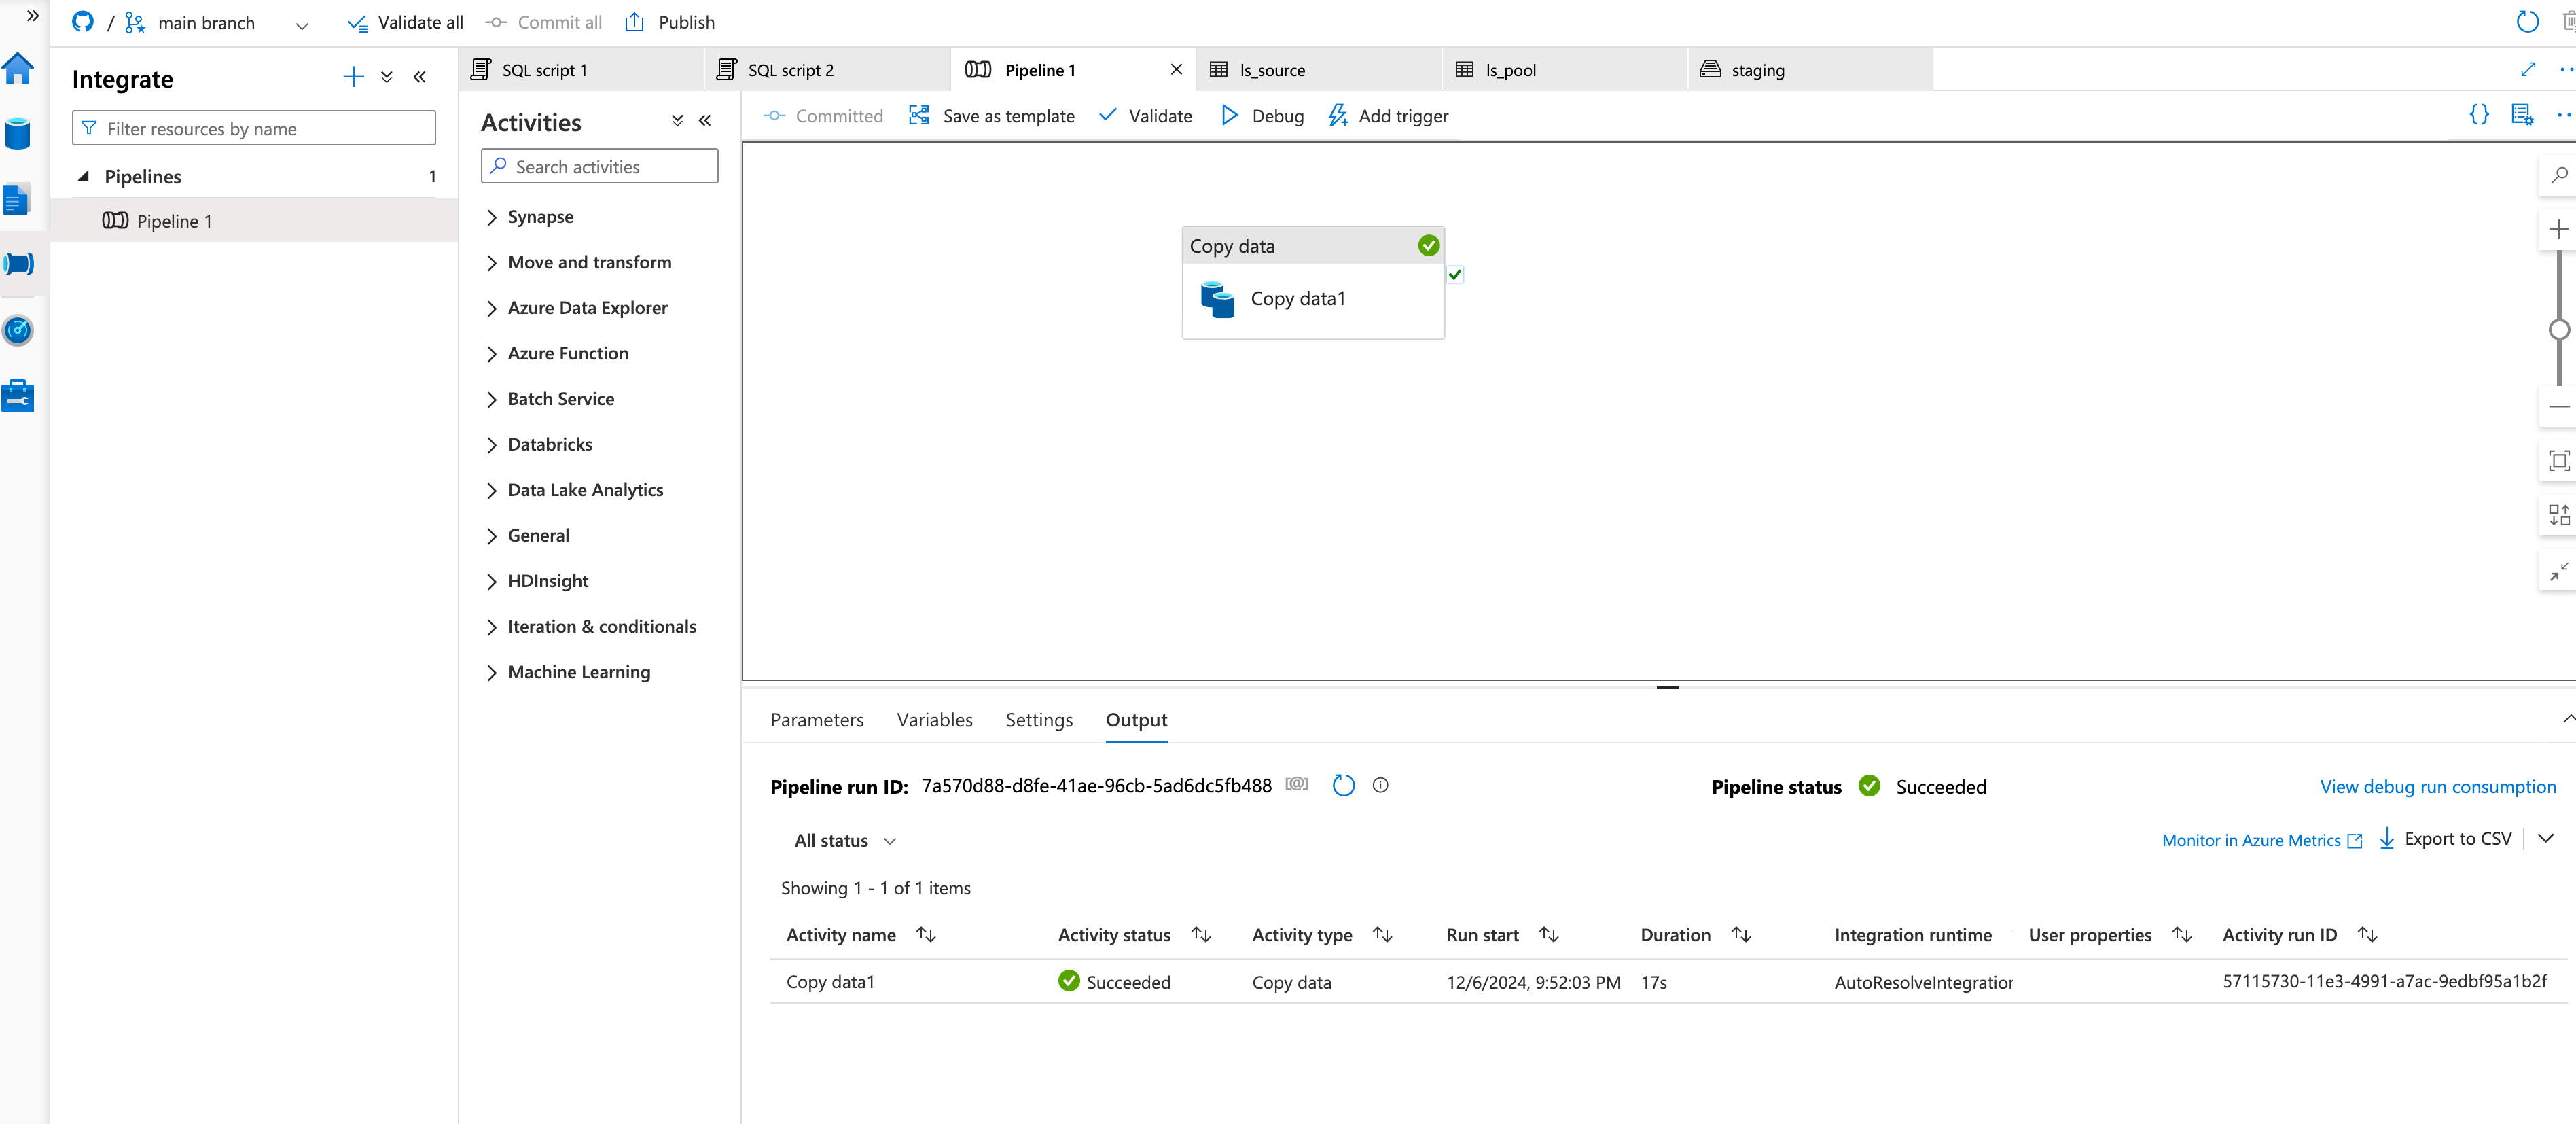 / main branch Validate all Commit all Publish
Integrate
Filter resources by name
Pipelines 1
Pipeline 1
SQL script 1 SQL script 2 Pipeline 1 ls_source ls_pool staging
Activities
Search activities
Synapse
Move and transform
Azure Data Explorer
Azure Function
Batch Service
Databricks
Data Lake Analytics
General
HDInsight
Iteration & conditionals
Machine Learning
Committed Save as template Validate Debug Add trigger
Copy data
Copy data1
Parameters Variables Settings Output
Pipeline run ID: 7a570d88-d8fe-41ae-96cb-5ad6dc5fb488 Pipeline status Succeeded View debug run consumption
All status Monitor in Azure Metrics Export to CSV
Showing 1 - 1 of 1 items
Activity name Activity status Activity type Run start Duration Integration runtime User properties Activity run ID
Copy data1 Succeeded Copy data 12/6/2024, 9:52:03 PM 17s AutoResolveIntegration 57115730-11e3-4991-a7ac-9edbf95a1b2f